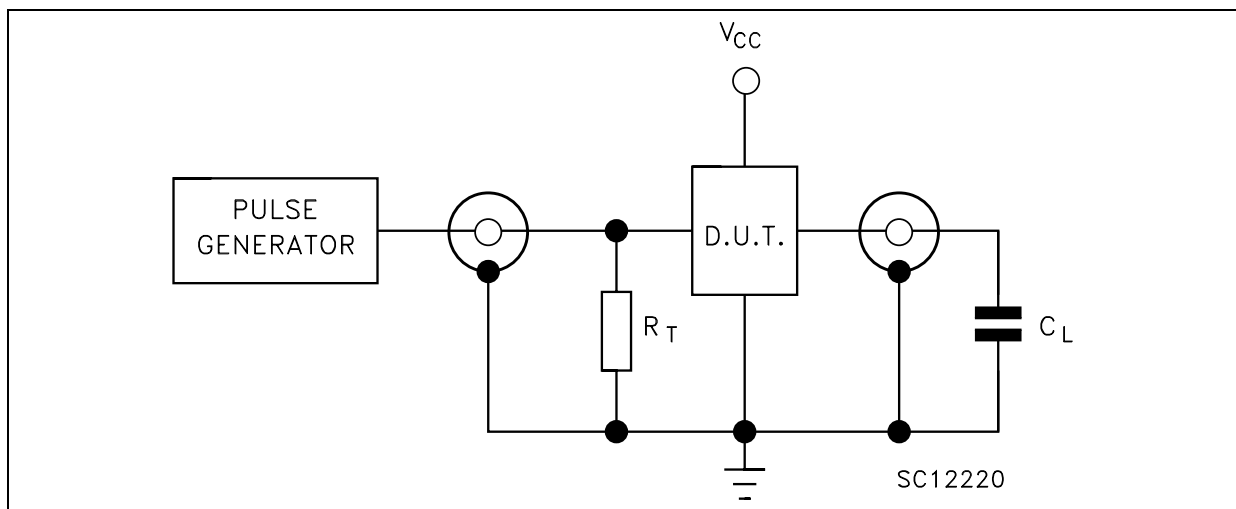 VCC
PULSE
GENERATOR
D.U.T.
RT
CL
SC12220